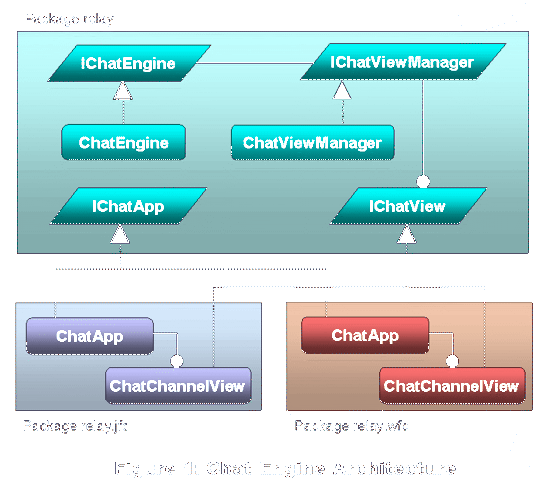 Package relay
IChatEngine
IChatViewManager
ChatEngine
ChatViewManager
IChatApp
IChatView
ChatApp
ChatApp
ChatChannelView
ChatChannelView
Package relay.jfc
Package relay.wfc
Figure 1: Chat Engine Architecture